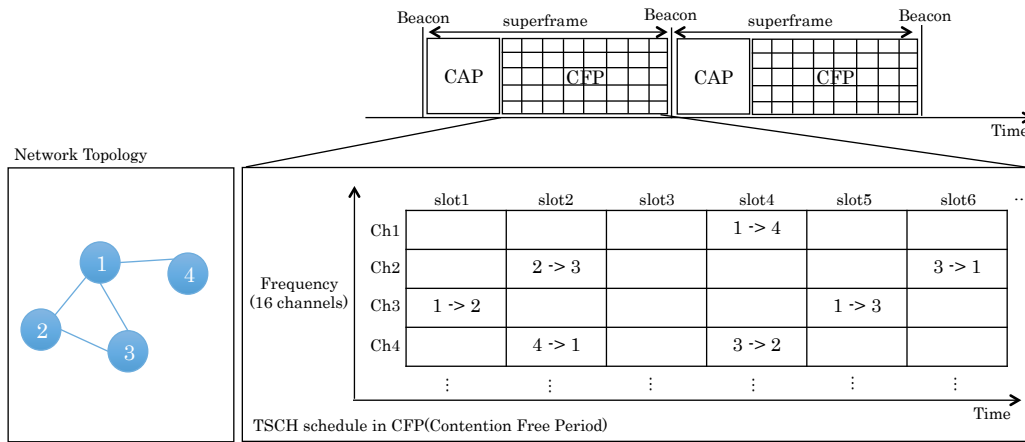 Beacon Beacon Beacon
superframe superframe
CAP CFP CAP CFP
Time
Network Topology
1
4
2
3
slot1 slot2 slot3 slot4 slot5 slot6 ...
Ch1 1 -> 4
Ch2 2 -> 3 3 -> 1
Frequency
(16 channels)
Ch3 1 -> 2 1 -> 3
Ch4 4 -> 1 3 -> 2
⋮ ⋮ ⋮ ⋮ ⋮ ⋮
Time
TSCH schedule in CFP(Contention Free Period)